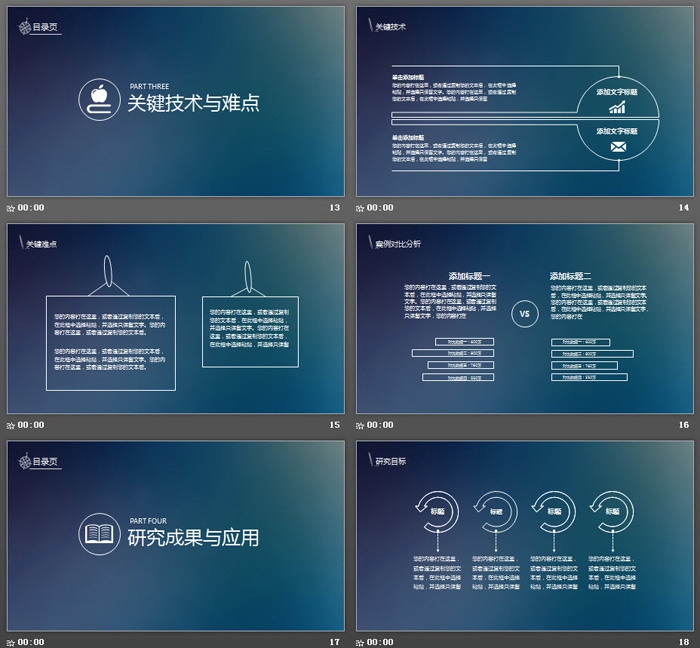 目录页
PART THREE
关键技术与难点
00:00
13
关键技术
单击添加标题
您的内容打在这里，或者通过复制您的文本后，在此框中选择
粘贴，并选择只保留文字。您的内容打在这里，或者通过复制
您的文本后，在此框中选择粘贴，并选择只保留
添加文字标题
添加文字标题
单击添加标题
您的内容打在这里，或者通过复制您的文本后，在此框中选择
粘贴，并选择只保留文字。您的内容打在这里，或者通过复制
您的文本后，在此框中选择粘贴，并选择只保留
00:00
14
关键难点
您的内容打在这里，或者通过复制您的文本后，
在此框中选择粘贴，并选择只保留文字。您的内
容打在这里，或者通过复制您的文本后。
您的内容打在这里，或者通过复制您的文本后，
在此框中选择粘贴，并选择只保留文字。您的内
容打在这里，或者通过复制您的文本后。
您的内容打在这里，或者通过复制
您的文本后，在此框中选择粘贴，
并选择只保留文字。您的内容打在
这里，或者通过复制您的文本后，
在此框中选择粘贴，并选择只保留
00:00
15
案例对比分析
添加标题一
您的内容打在这里，或者通过复制您的文
本后，在此框中选择粘贴，并选择只保留
文字。您的内容打在这里，或者通过复制
您的文本后，在此框中选择粘贴，并选择
只保留文字，您的内容打在
VS
添加标题二
您的内容打在这里，或者通过复制您的文本
后，在此框中选择粘贴，并选择只保留文字。
您的内容打在这里，或者通过复制您的文本
后，在此框中选择粘贴，并选择只保留文字，
您的内容打在
00:00
16
目录页
PART FOUR
研究成果与应用
00:00
17
研究目标
标题
标题
标题
标题
您的内容打在这里，
或者通过复制您的文
本后，在此框中选择
粘贴，并选择只保留
您的内容打在这里，
或者通过复制您的文
本后，在此框中选择
粘贴，并选择只保留
您的内容打在这里，
或者通过复制您的文
本后，在此框中选择
粘贴，并选择只保留
您的内容打在这里，
或者通过复制您的文
本后，在此框中选择
粘贴，并选择只保留
00:00
18